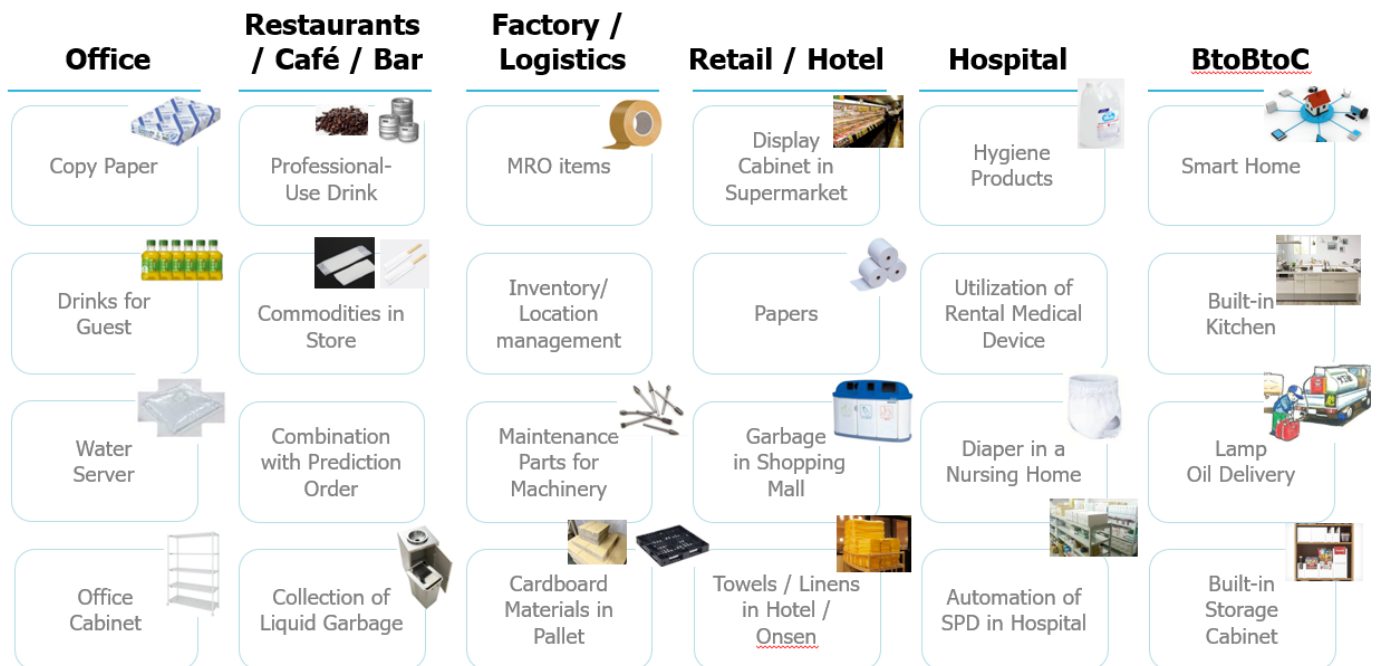 Office
Restaurants
/ Café / Bar
Factory /
Logistics
Retail / Hotel
Hospital
BtoBtoC
Copy Paper
Professional-
Use Drink
MRO items
Display
Cabinet in
Supermarket
Hygiene
Products
Smart Home
Drinks for
Guest
Commodities in
Store
Inventory/
Location
management
Papers
Utilization of
Rental Medical
Device
Built-in
Kitchen
Water
Server
Combination
with Prediction
Order
Maintenance
Parts for
Machinery
Garbage
in Shopping
Mall
Diaper in a
Nursing Home
Lamp
Oil Delivery
Office
Cabinet
Collection of
Liquid Garbage
Cardboard
Materials in
Pallet
Towels / Linens
in Hotel /
Onsen
Automation of
SPD in Hospital
Built-in
Storage
Cabinet